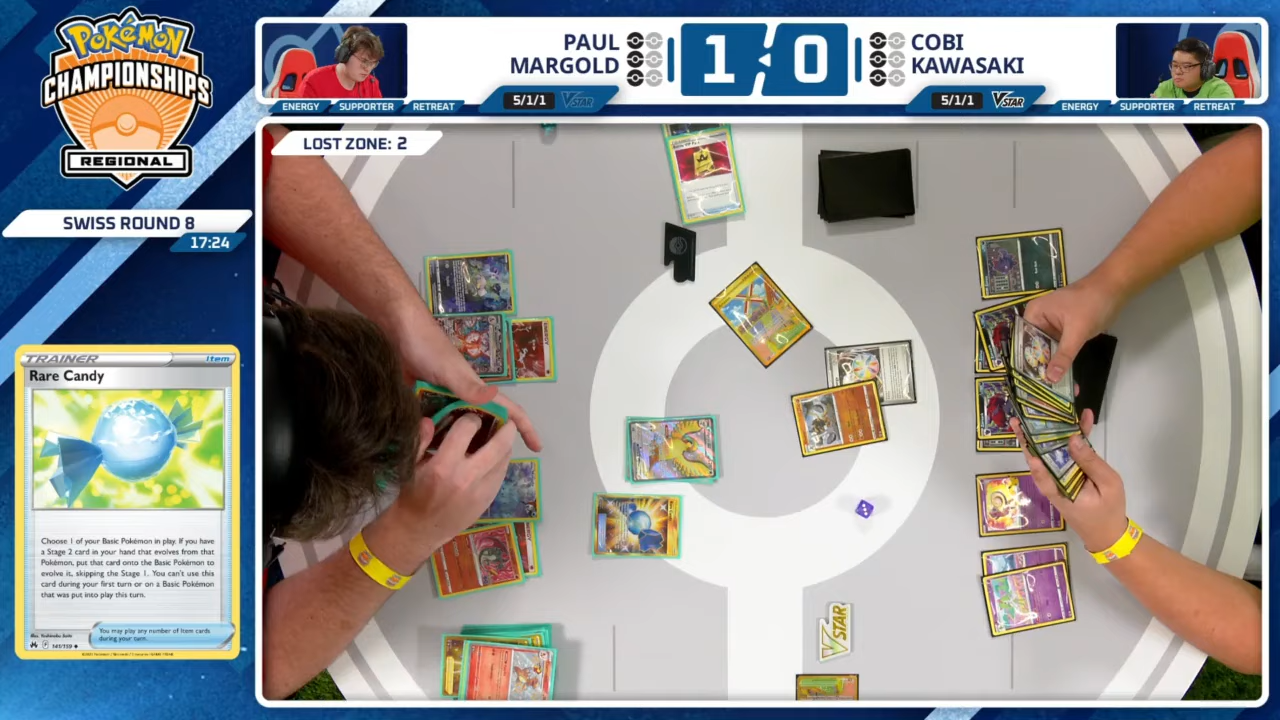 Pokémon
CHAMPIONSHIPS
REGIONAL
SWISS ROUND 8
17:24
PAUL
MARGOLD
1
0
COBI
KAWASAKI
ENERGY
SUPPORTER
RETREAT
5/1/1
VSTAR
5/1/1
VSTAR
ENERGY
SUPPORTER
RETREAT
LOST ZONE: 2
TRAINER
Item
Rare Candy
Choose 1 of your Basic Pokémon in play. If you have
a Stage 2 card in your hand that evolves from that
Pokémon, put that card onto the Basic Pokémon to
evolve it, skipping the Stage 1. You can't use this
card during your first turn or on a Basic Pokémon
that was put into play this turn.
You may play any number of Item cards
during your turn.
141/159
VSTAR